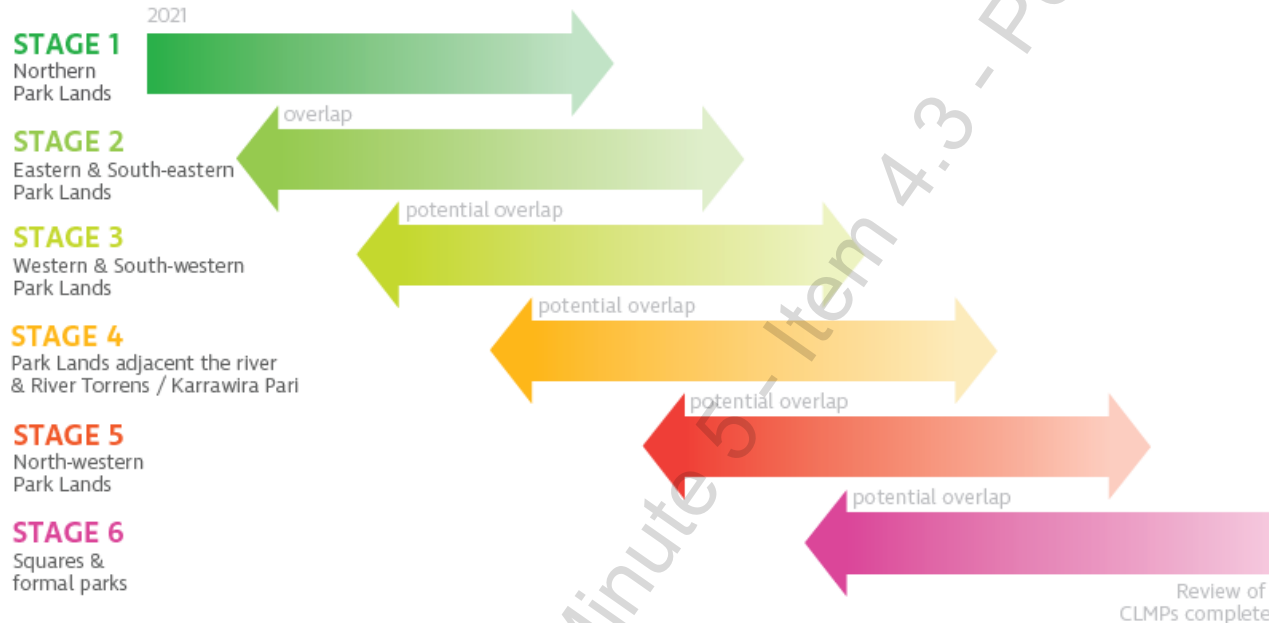 2021
STAGE 1
Northern
Park Lands
overlap
STAGE 2
Eastern & South-eastern
Park Lands
potential overlap
STAGE 3
Western & South-western
Park Lands
potential overlap
STAGE 4
Park Lands adjacent the river
& River Torrens / Karrawira Pari
potential overlap
STAGE 5
North-western
Park Lands
potential overlap
STAGE 6
Squares &
formal parks
Review of
CLMPs complete
Minute 5 - Item 4.3 -